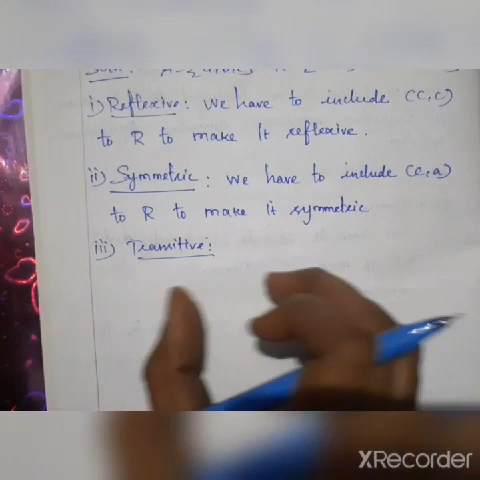 i) Reflexive: We have to include (c,c)
to R to make it reflexive.
ii) Symmetric: We have to include (c,a)
to R to make it symmetric
iii) Transitive:
XRecorder